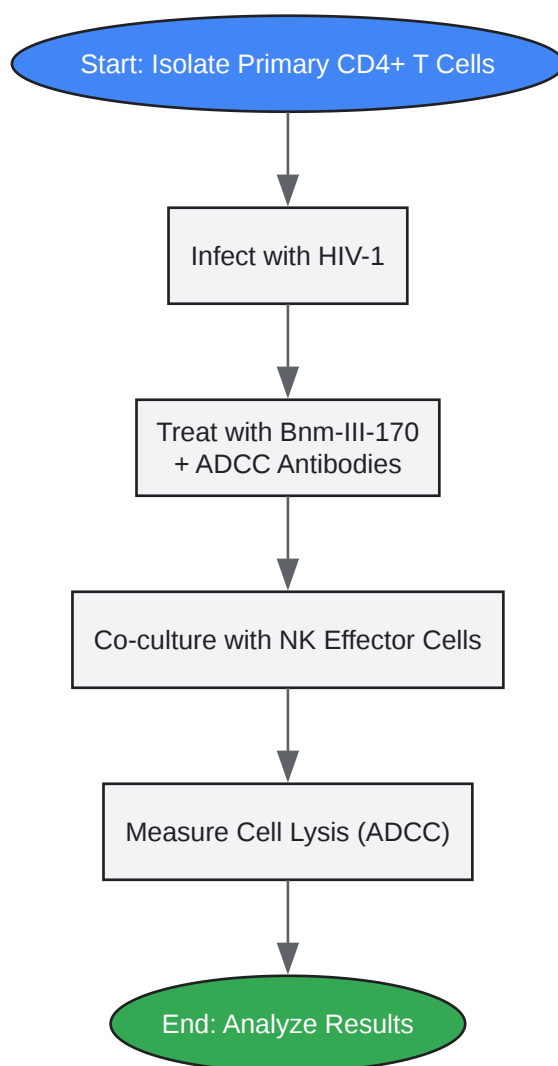 Start: Isolate Primary CD4+ T Cells
Infect with HIV-1
Treat with Bnm-III-170
+ ADCC Antibodies
Co-culture with NK Effector Cells
Measure Cell Lysis (ADCC)
End: Analyze Results